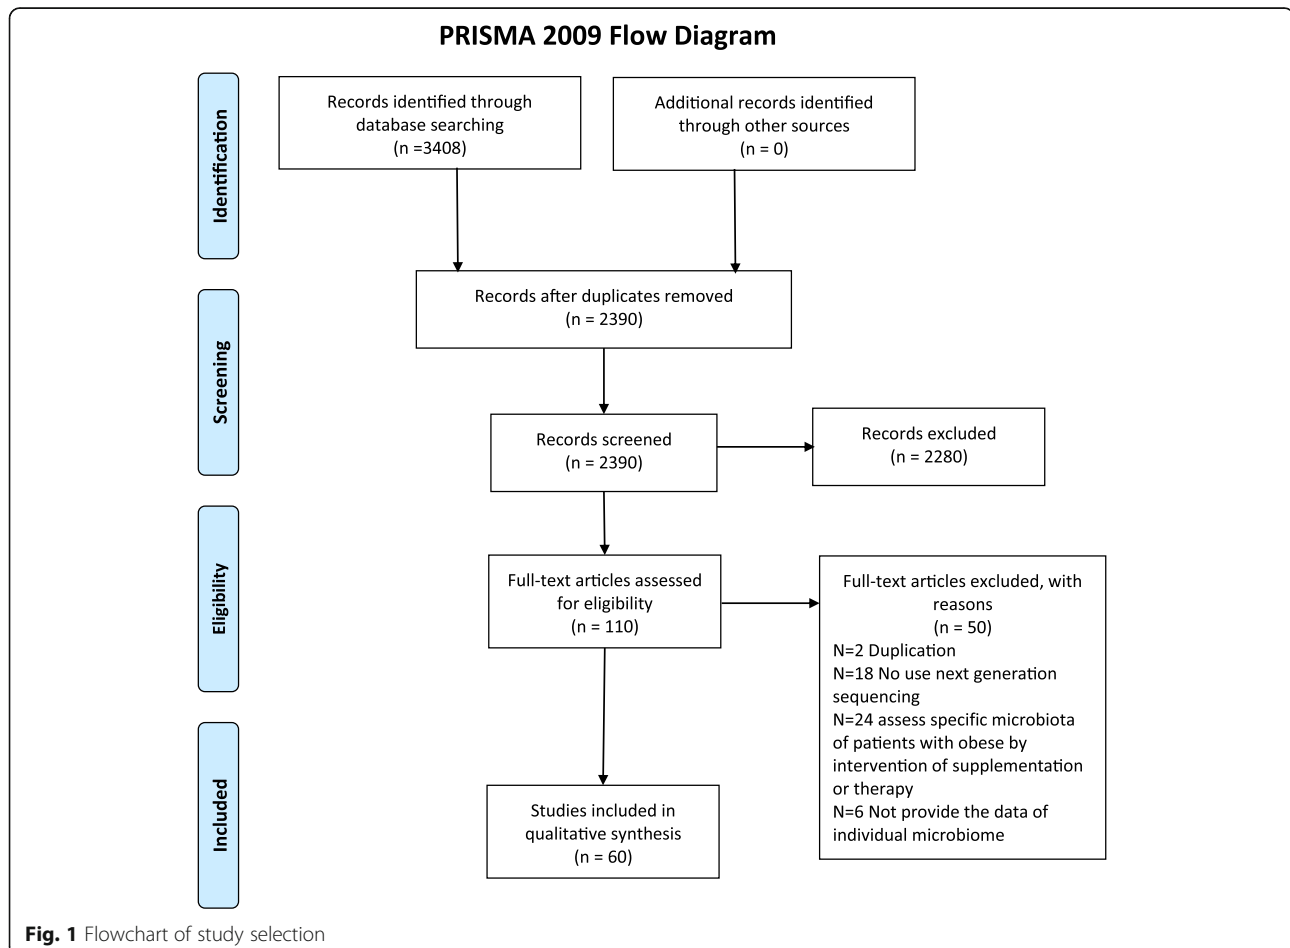 PRISMA 2009 Flow Diagram
Identification
Records identified through
database searching
(n =3408)
Additional records identified
through other sources
(n = 0)
Screening
Records after duplicates removed
(n = 2390)
Records screened
(n = 2390)
Records excluded
(n = 2280)
Eligibility
Full-text articles assessed
for eligibility
(n = 110)
Full-text articles excluded, with
reasons
(n = 50)
N=2 Duplication
N=18 No use next generation
sequencing
N=24 assess specific microbiota
of patients with obese by
intervention of supplementation
or therapy
N=6 Not provide the data of
individual microbiome
Included
Studies included in
qualitative synthesis
(n = 60)
Fig. 1 Flowchart of study selection